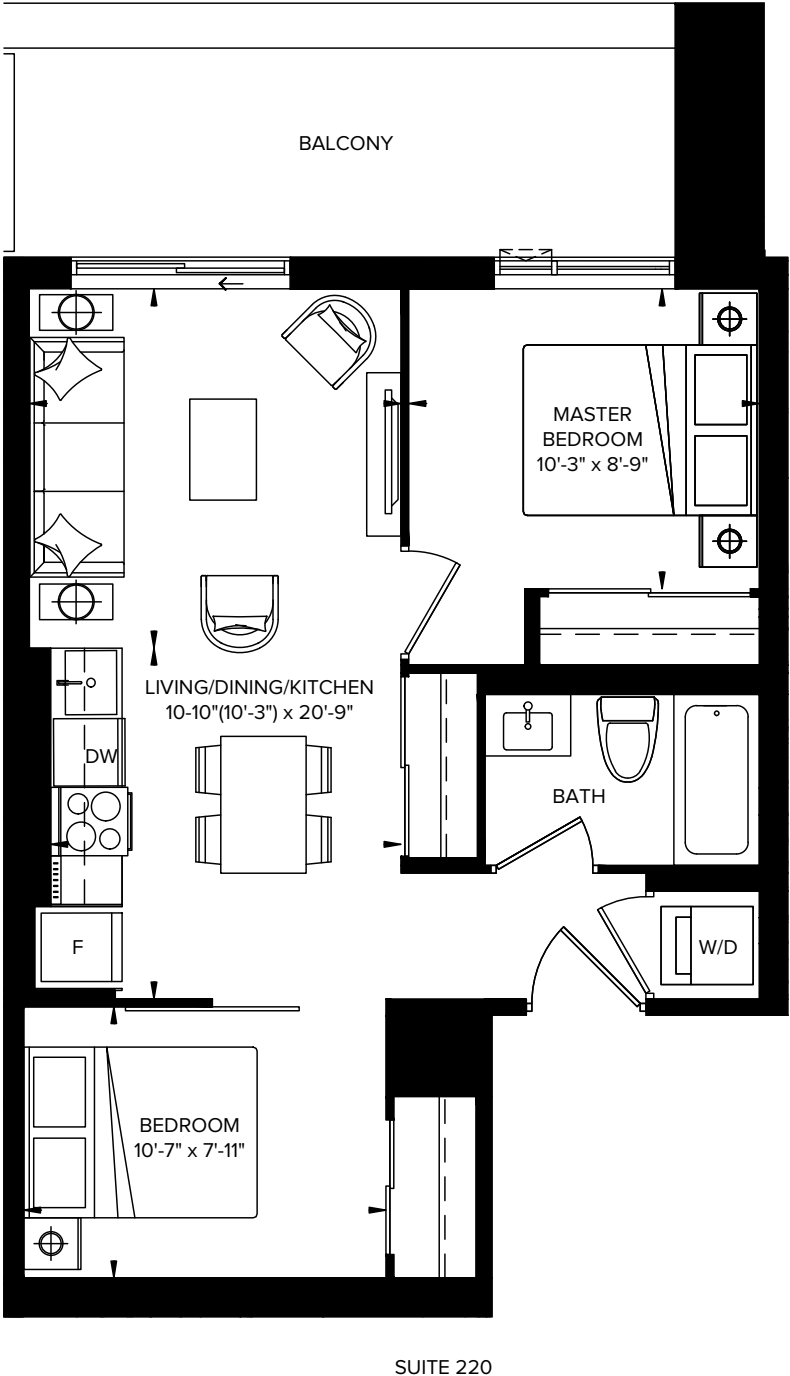 BALCONY
MASTER
BEDROOM
10'-3" x 8'-9"
LIVING/DINING/KITCHEN
10-10"(10'-3") x 20'-9"
DW
BATH
F
W/D
BEDROOM
10'-7" x 7'-11"
SUITE 220